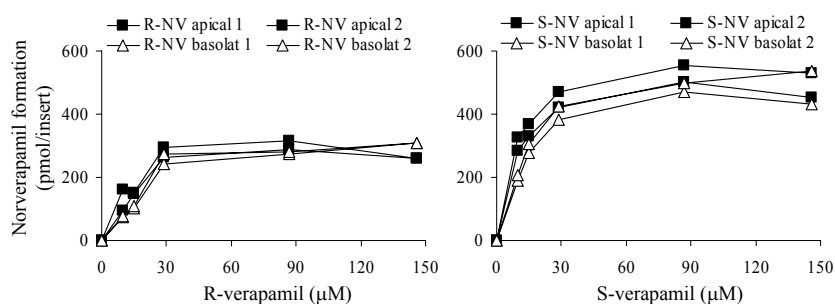 R-NV apical 1
R-NV apical 2
R-NV basolat 1
R-NV basolat 2
Norverapamil formation
(pmol/insert)
600
400
200
0
0 30 60 90 120 150
R-verapamil (μM)
S-NV apical 1
S-NV apical 2
S-NV basolat 1
S-NV basolat 2
600
400
200
0
0 30 60 90 120 150
S-verapamil (μM)